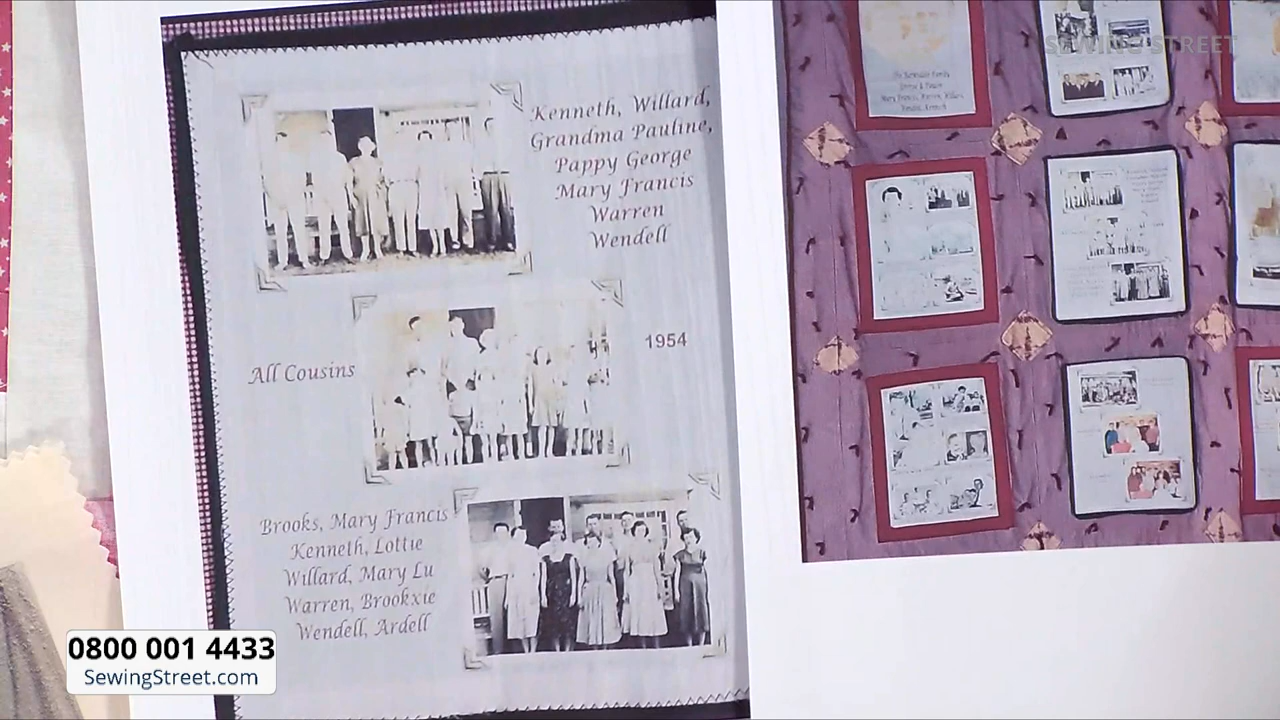 Kenneth, Willard,
Grandma Pauline,
Pappy George
Mary Francis
Warren
Wendell
All Cousins
1954
Brooks, Mary Francis
Kenneth, Lottie
Willard, Mary Lu
Warren, Brookxie
Wendell, Ardell
SEWING STREET
0800 001 4433
SewingStreet.com